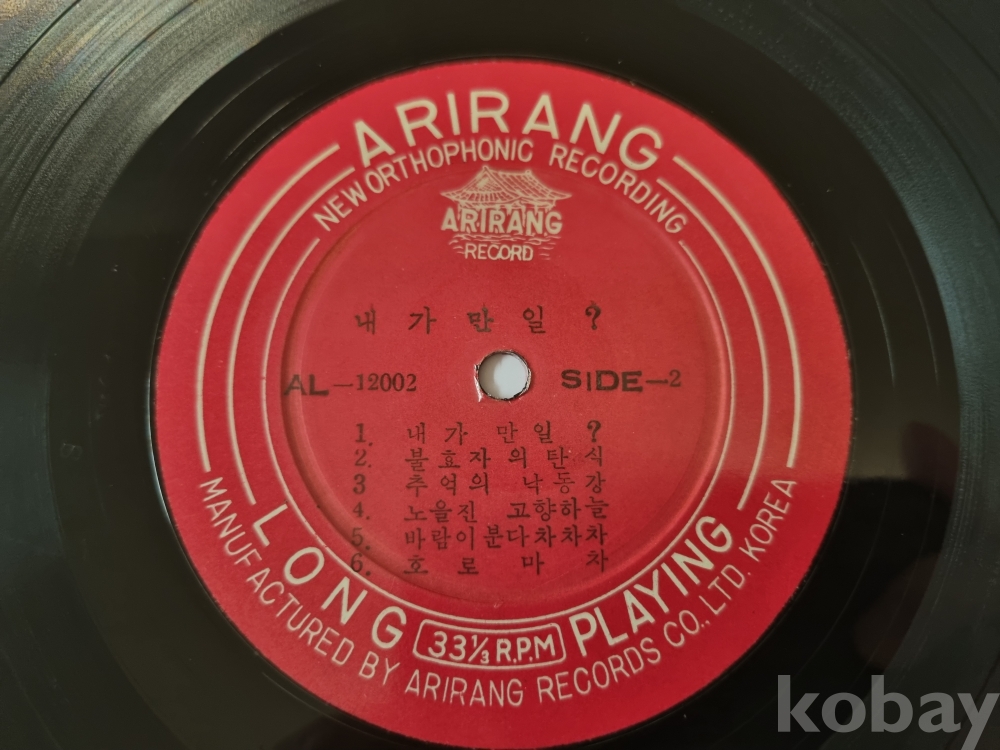 ARIRANG
NEW ORTHOPHONIC RECORDING
ARIRANG
RECORD
내가 만일 ?
AL-12002
SIDE-2
1. 내가 만일 ?
2. 불효자의 탄식
3 추억의 낙동강
4. 노을진 고향하늘
5. 바람이분다차차차
6. 호로마차
LONG PLAYING
33⅓ R.P.M
MANUFACTURED BY ARIRANG RECORDS CO., LTD. KOREA
kobay